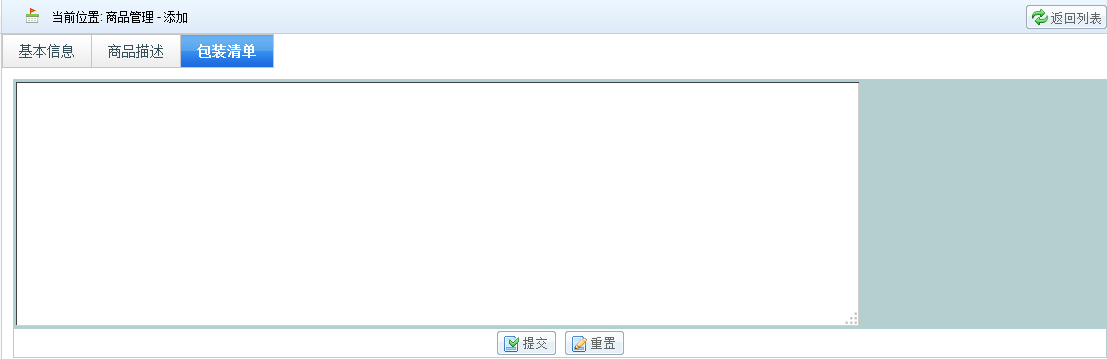 当前位置: 商品管理 - 添加
返回列表
基本信息 商品描述 包装清单
提交 重置